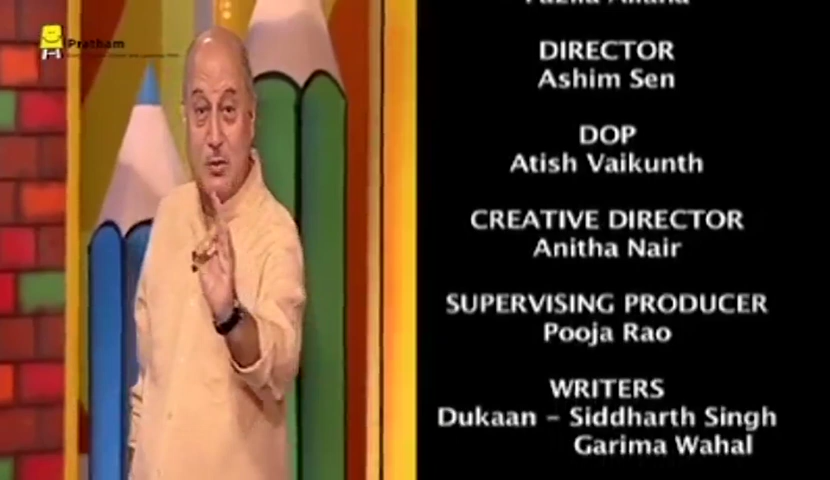 Pratham
DIRECTOR
Ashim Sen
DOP
Atish Vaikunth
CREATIVE DIRECTOR
Anitha Nair
SUPERVISING PRODUCER
Pooja Rao
WRITERS
Dukaan - Siddharth Singh
Garima Wahal